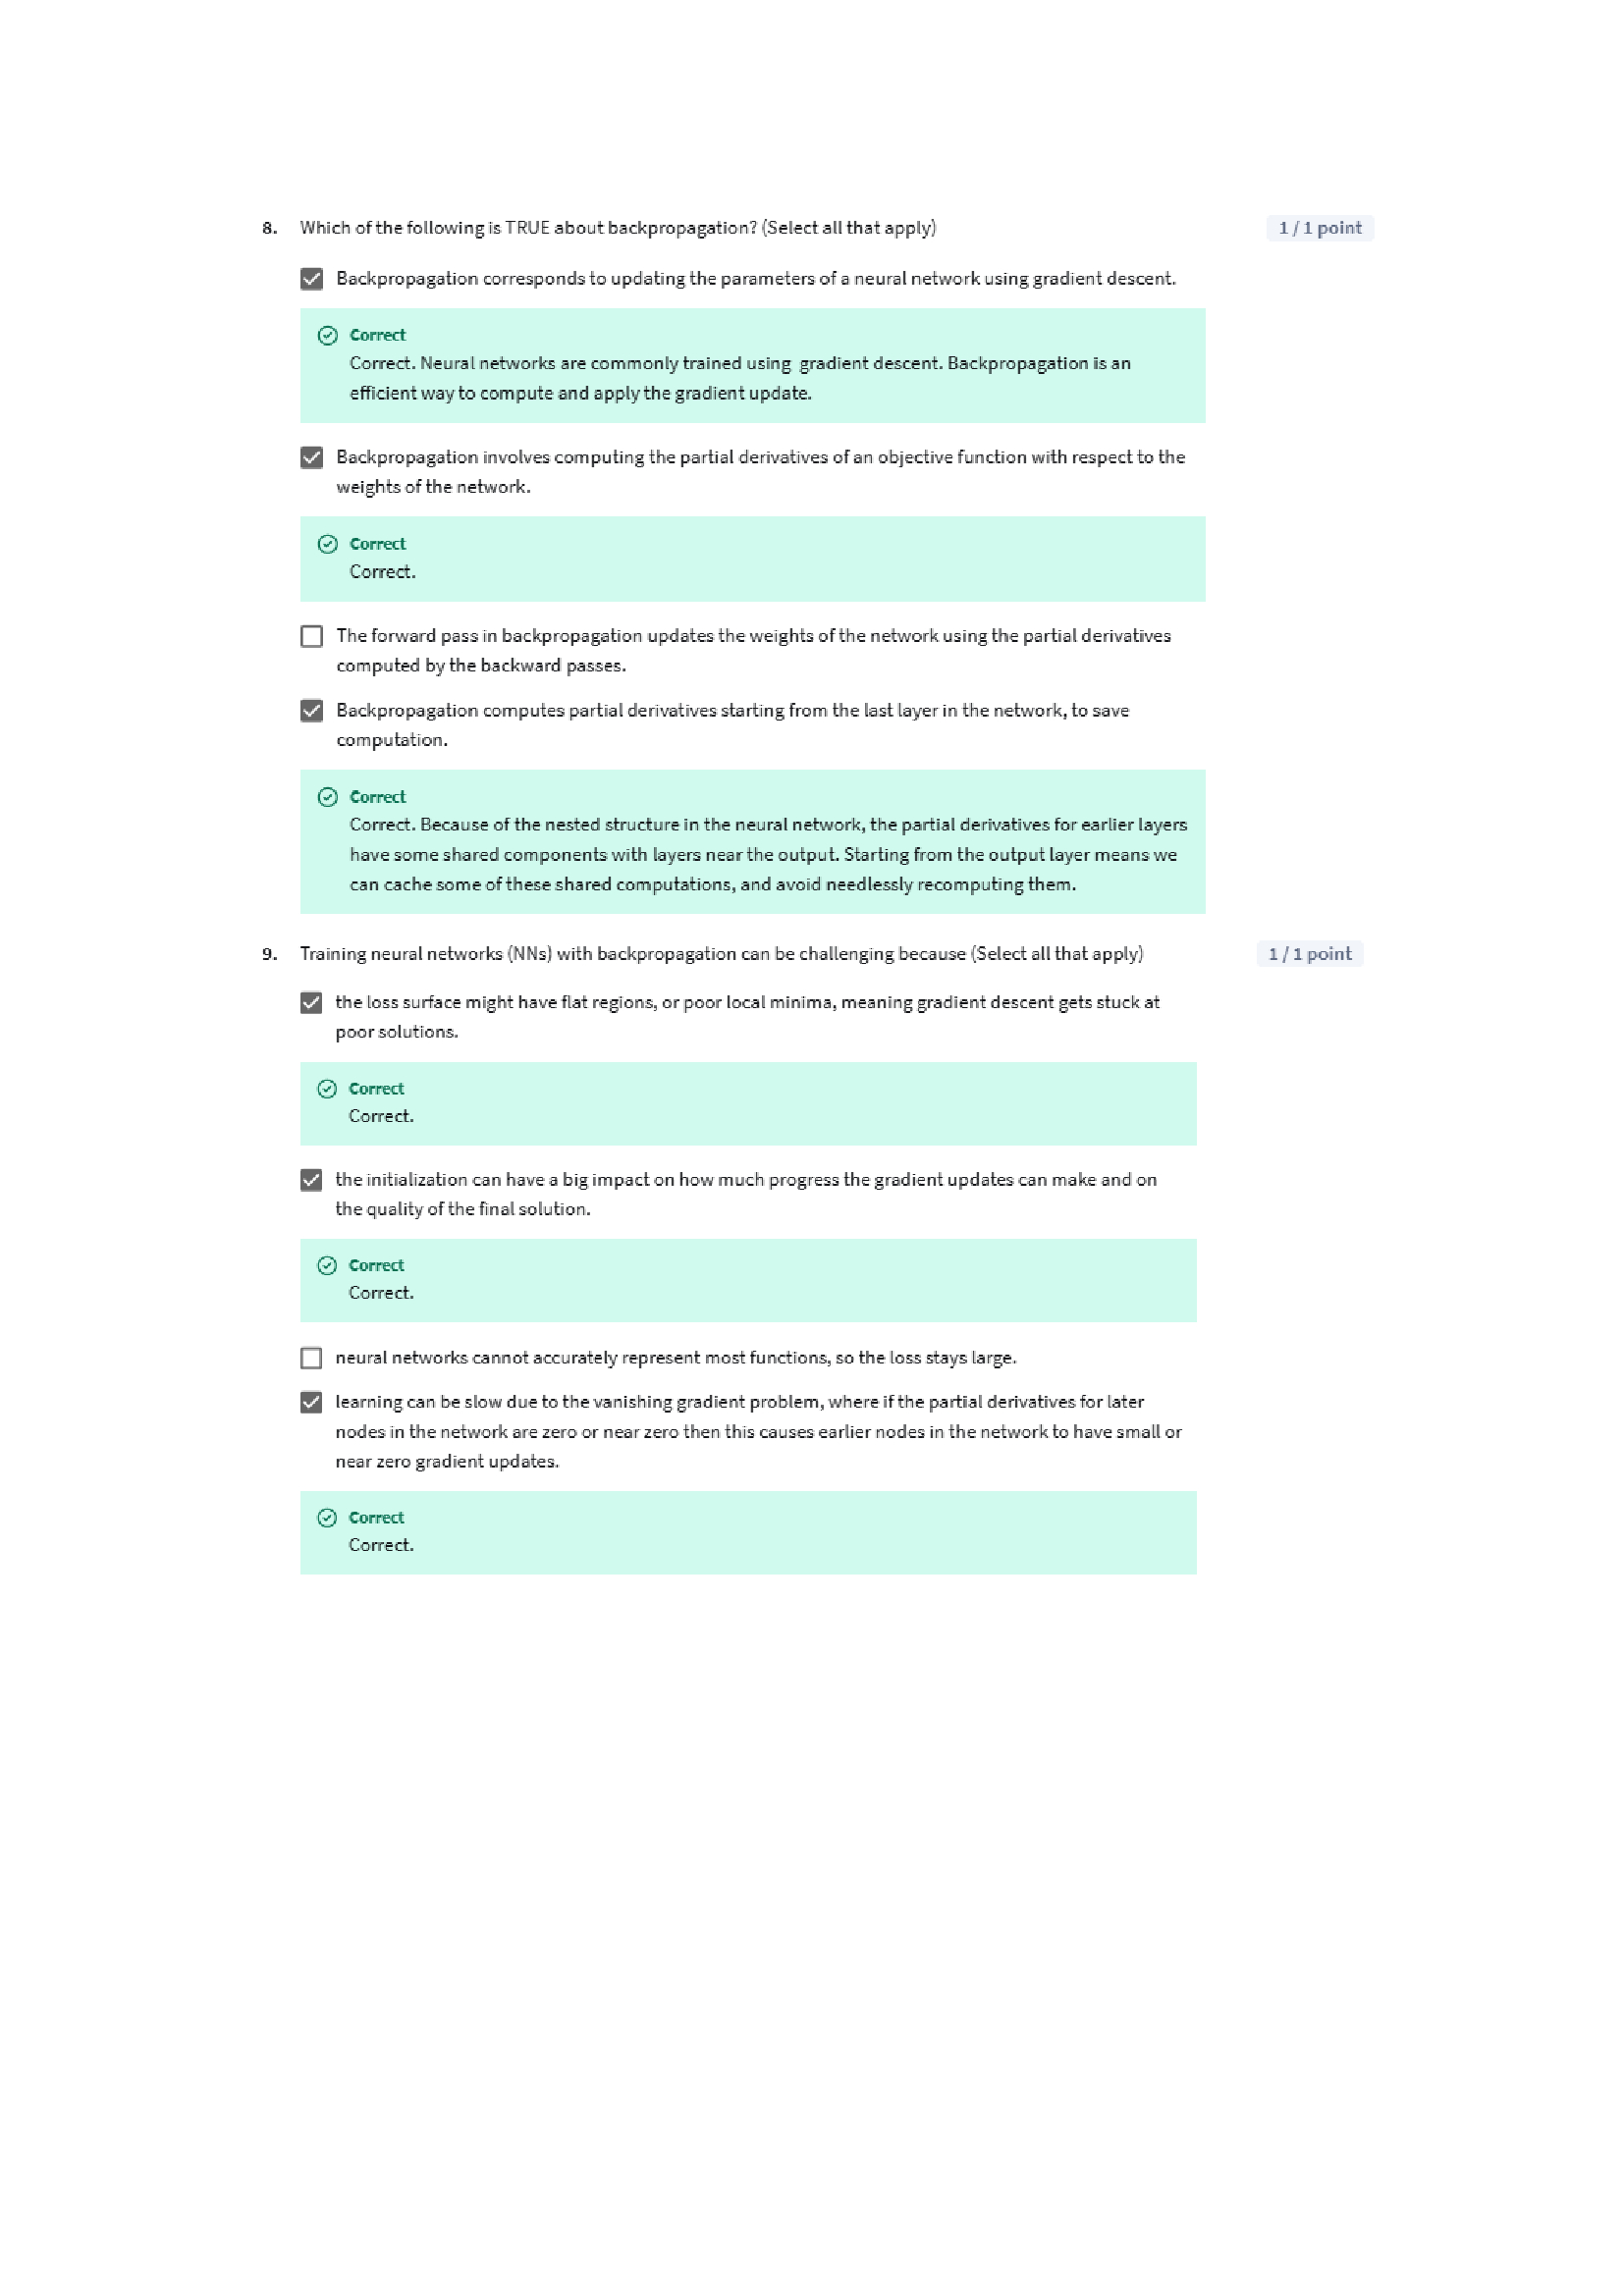 8. Which of the following is TRUE about backpropagation? (Select all that apply) 1 / 1 point
Backpropagation corresponds to updating the parameters of a neural network using gradient descent.
Correct
Correct. Neural networks are commonly trained using gradient descent. Backpropagation is an
efficient way to compute and apply the gradient update.
Backpropagation involves computing the partial derivatives of an objective function with respect to the
weights of the network.
Correct
Correct.
The forward pass in backpropagation updates the weights of the network using the partial derivatives
computed by the backward passes.
Backpropagation computes partial derivatives starting from the last layer in the network, to save
computation.
Correct
Correct. Because of the nested structure in the neural network, the partial derivatives for earlier layers
have some shared components with layers near the output. Starting from the output layer means we
can cache some of these shared computations, and avoid needlessly recomputing them.
9. Training neural networks (NNs) with backpropagation can be challenging because (Select all that apply) 1 / 1 point
the loss surface might have flat regions, or poor local minima, meaning gradient descent gets stuck at
poor solutions.
Correct
Correct.
the initialization can have a big impact on how much progress the gradient updates can make and on
the quality of the final solution.
Correct
Correct.
neural networks cannot accurately represent most functions, so the loss stays large.
learning can be slow due to the vanishing gradient problem, where if the partial derivatives for later
nodes in the network are zero or near zero then this causes earlier nodes in the network to have small or
near zero gradient updates.
Correct
Correct.